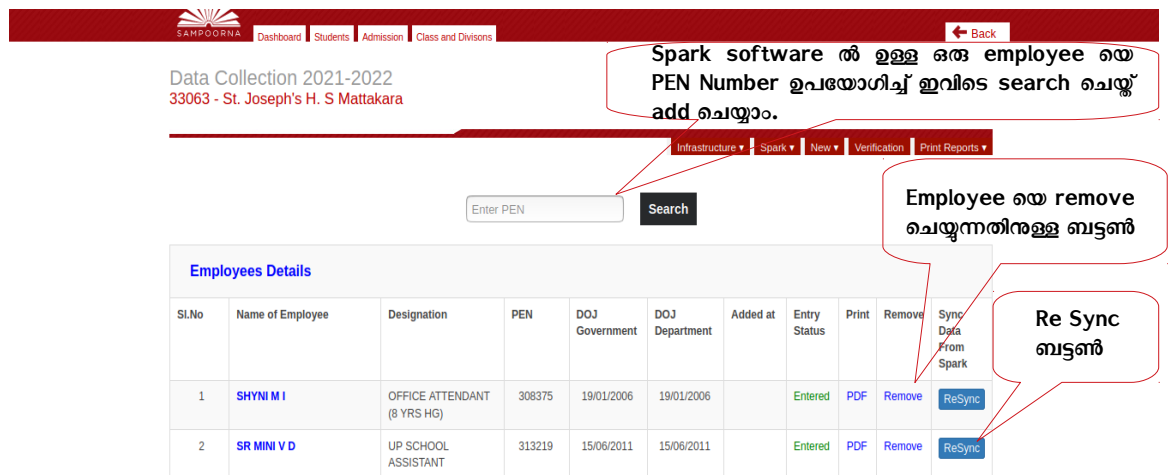 SAMPOORNA
Dashboard Students Admission Class and Divisons
Back
Spark software ൽ ഉള്ള ഒരു employee യെ
PEN Number ഉപയോഗിച്ച് ഇവിടെ search ചെയ്ത്
add ചെയ്യാം.
Data Collection 2021-2022
33063 - St. Joseph's H. S Mattakara
Infrastructure ▾ Spark ▾ New ▾ Verification Print Reports ▾
Enter PEN Search
Employee യെ remove
ചെയ്യുന്നതിനുള്ള ബട്ടൺ
Employees Details
Sl.No Name of Employee Designation PEN DOJ Government DOJ Department Added at Entry Status Print Remove Sync Data From Spark
Re Sync
ബട്ടൺ
1 SHYNI M I OFFICE ATTENDANT (8 YRS HG) 308375 19/01/2006 19/01/2006 Entered PDF Remove ReSync
2 SR MINI V D UP SCHOOL ASSISTANT 313219 15/06/2011 15/06/2011 Entered PDF Remove ReSync